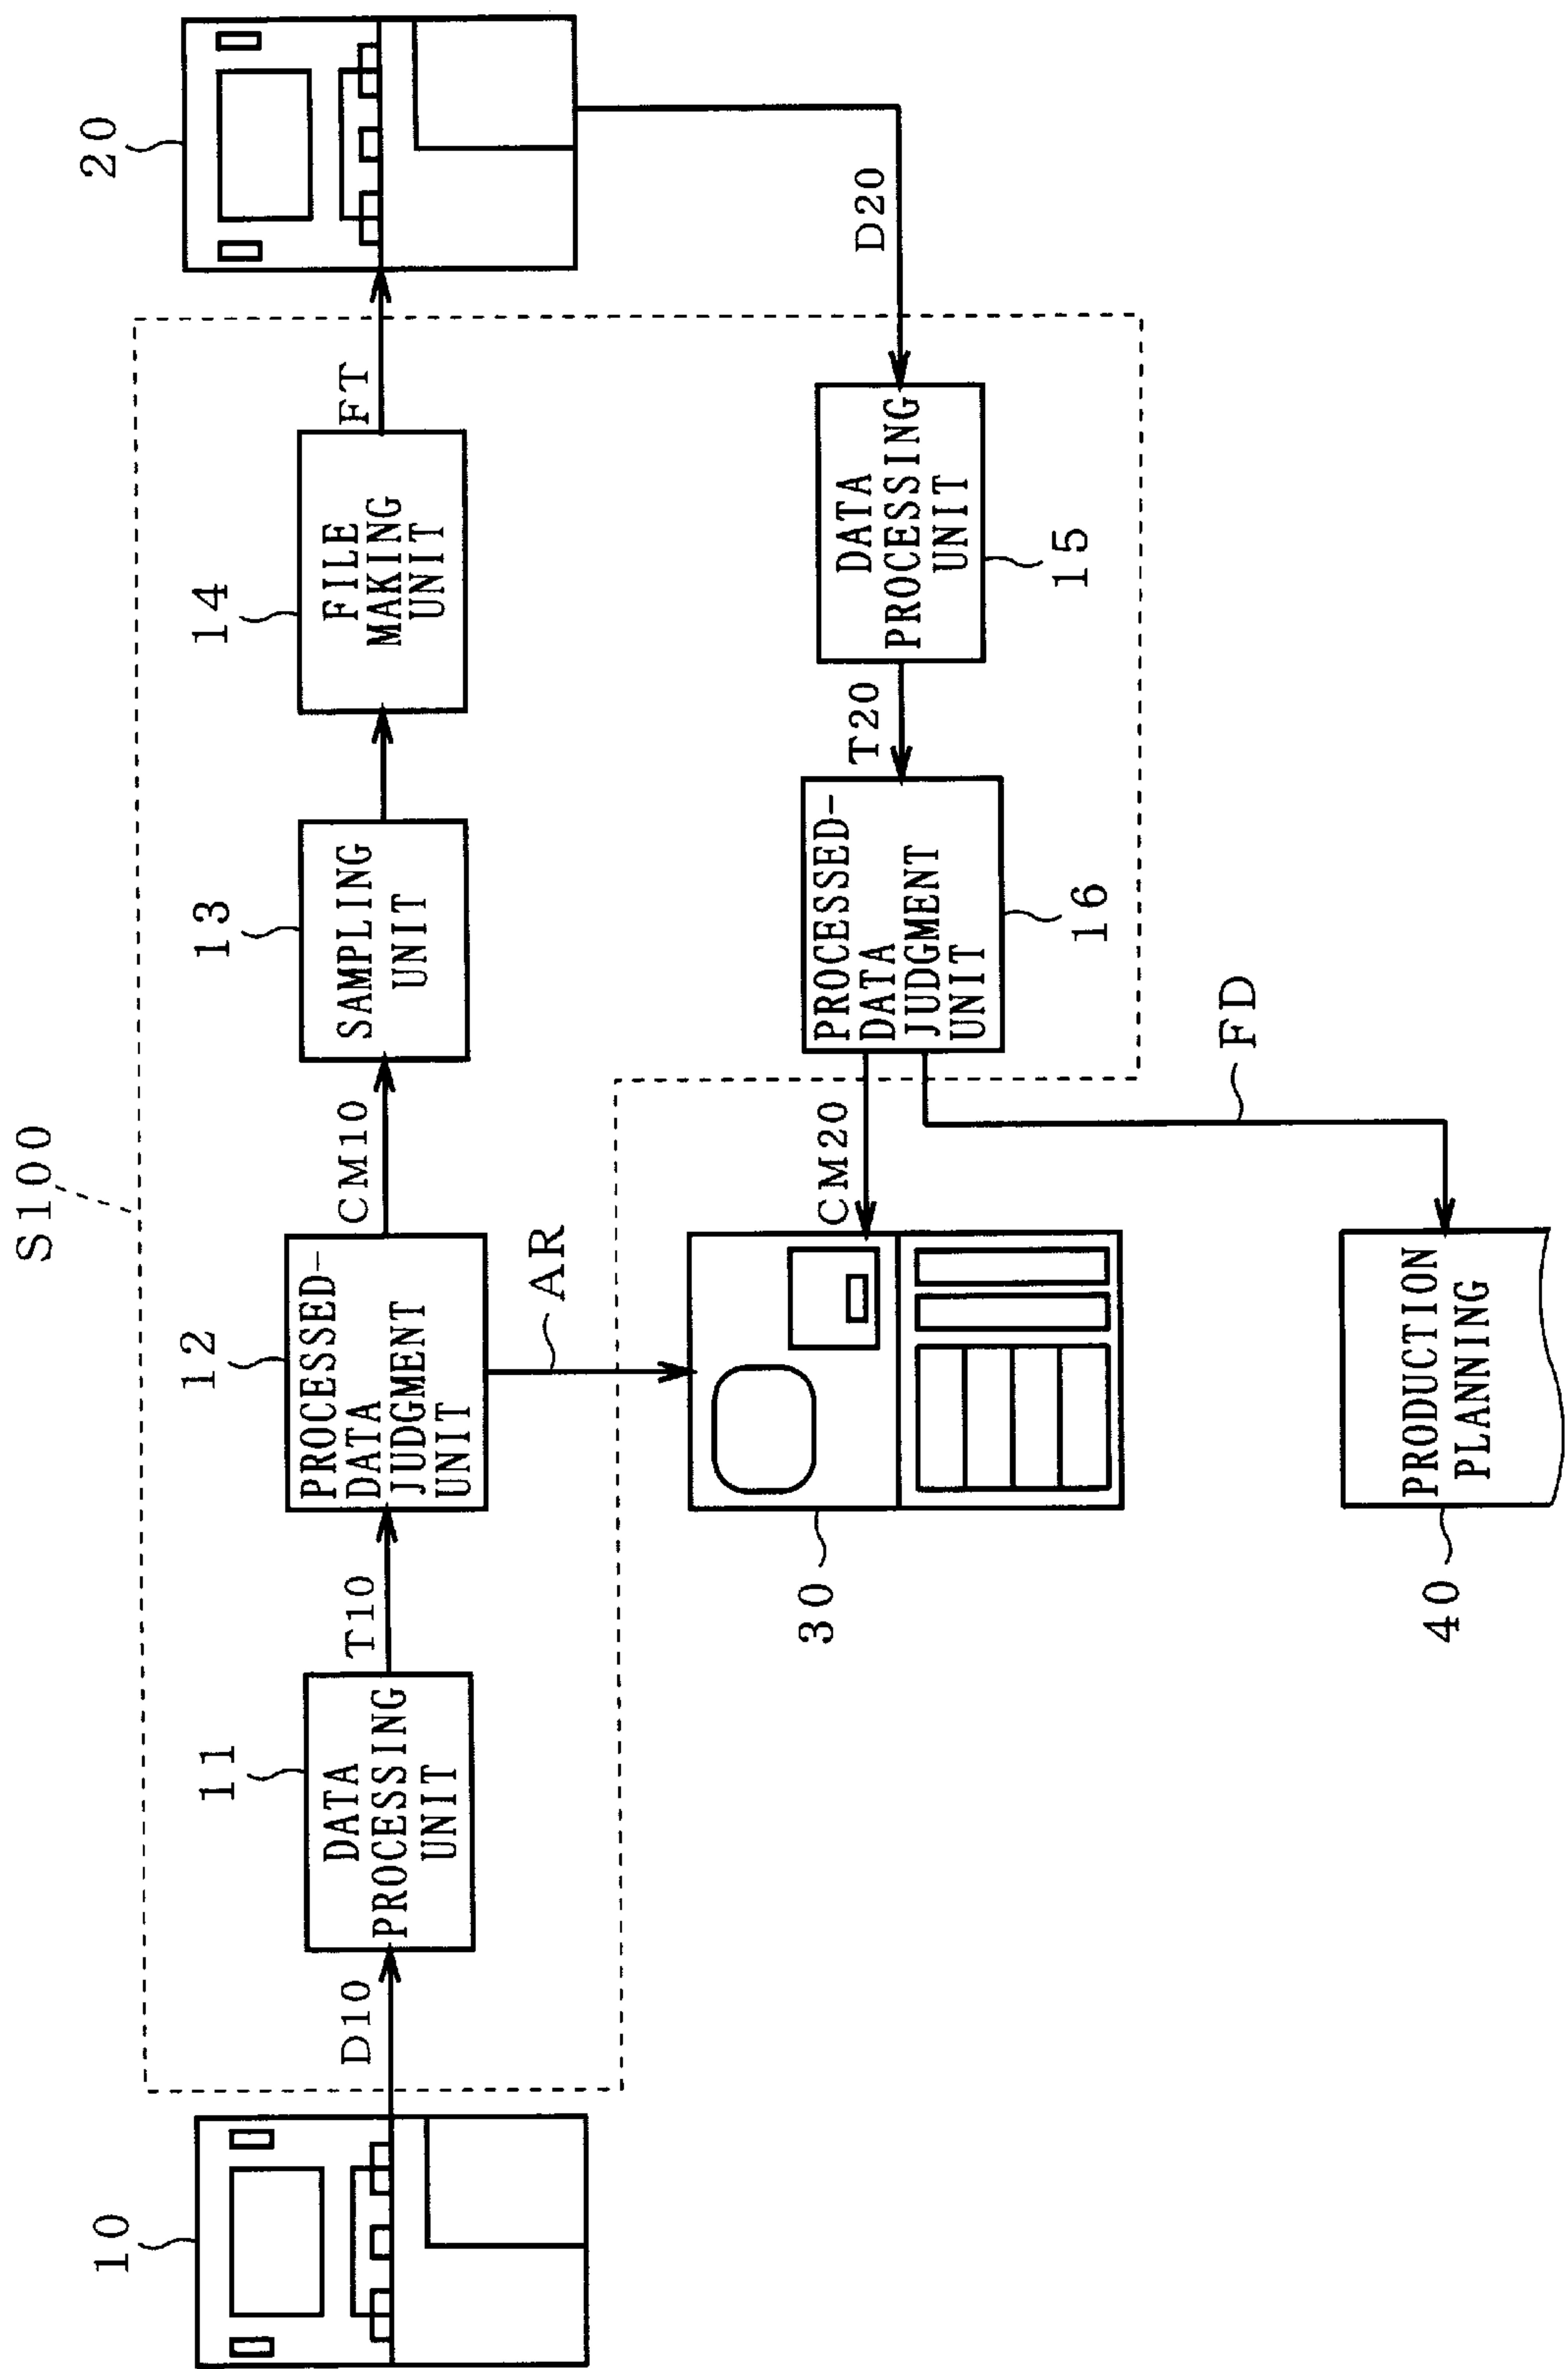 S100
10
D10
11
DATA
PROCESSING
UNIT
T10
12
PROCESSED-
DATA
JUDGMENT
UNIT
CM10
13
SAMPLING
UNIT
14
FILE
MAKING
UNIT
FT
20
AR
30
CM20
PROCESSED-
DATA
JUDGMENT
UNIT
16
T20
DATA
PROCESSING
UNIT
15
D20
FD
40
PRODUCTION
PLANNING